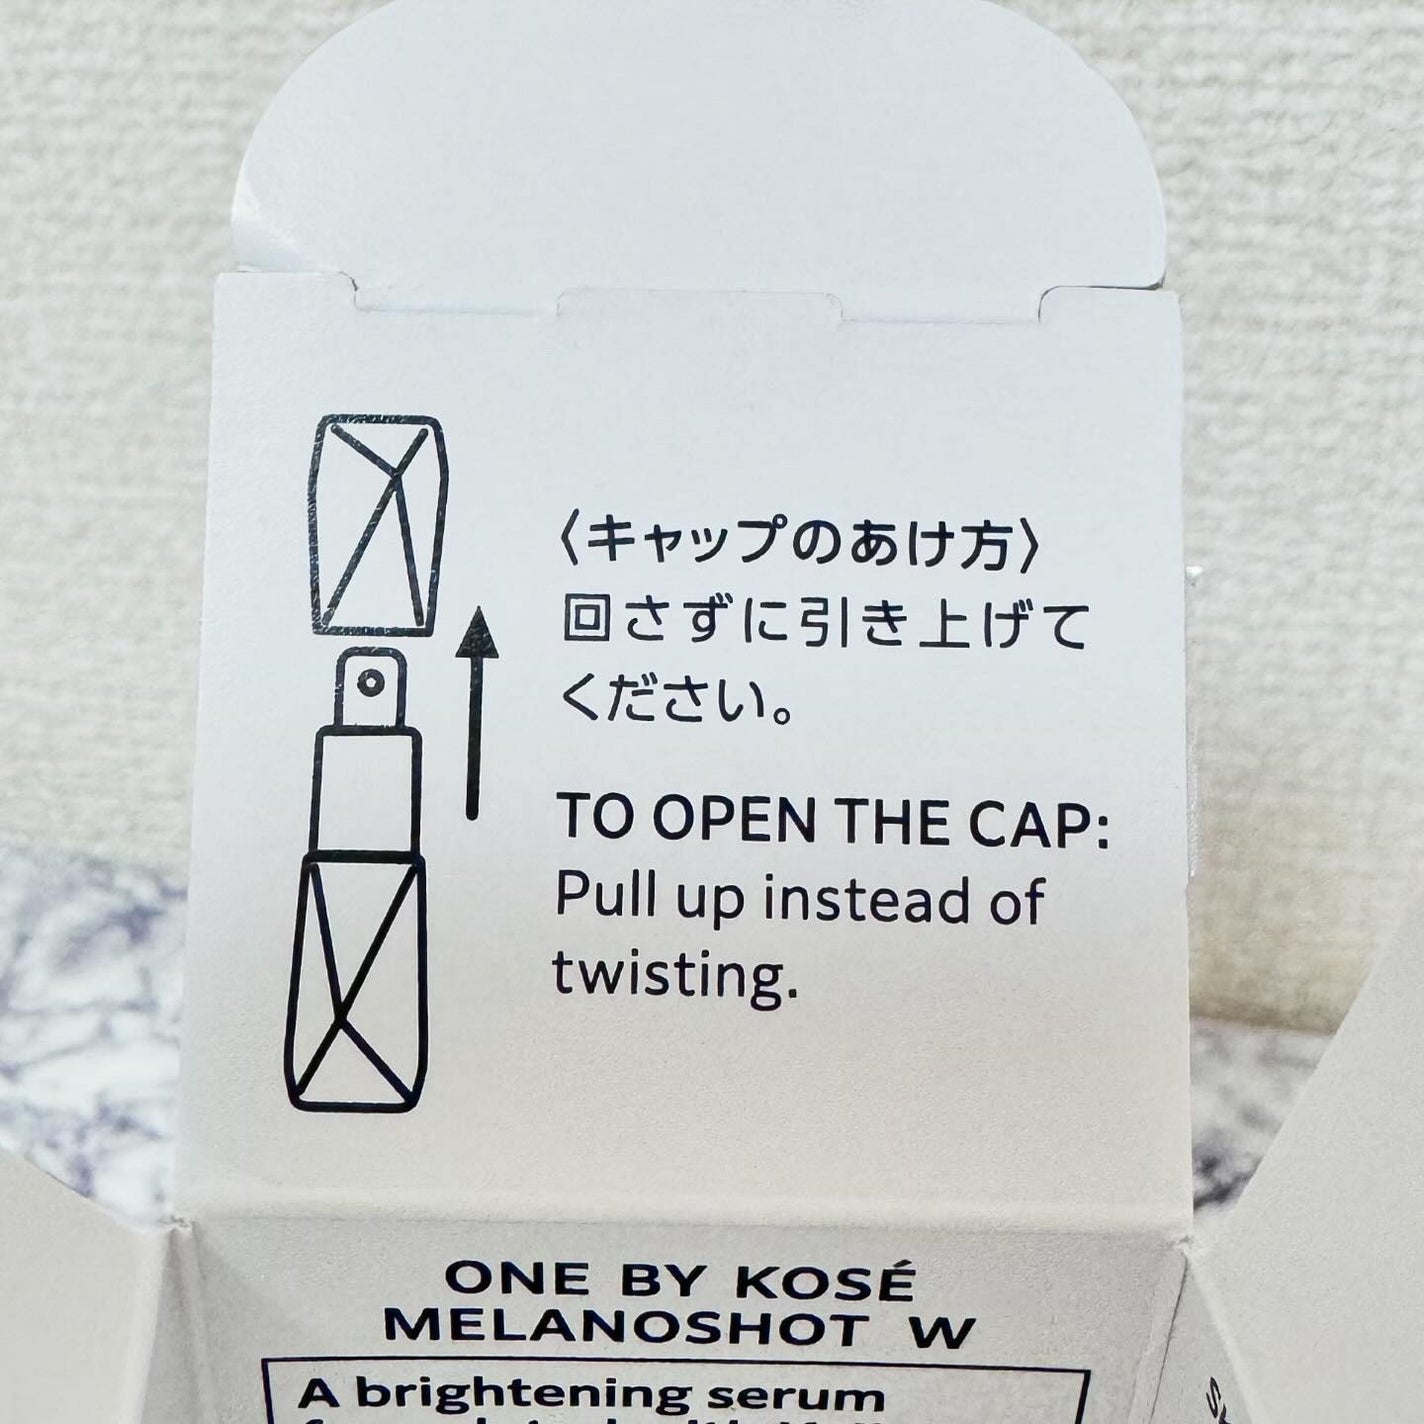 〈キャップのあけ方〉
回さずに引き上げて
ください。
TO OPEN THE CAP:
Pull up instead of
twisting.
ONE BY KOSÉ
MELANOSHOT W
A brightening serum